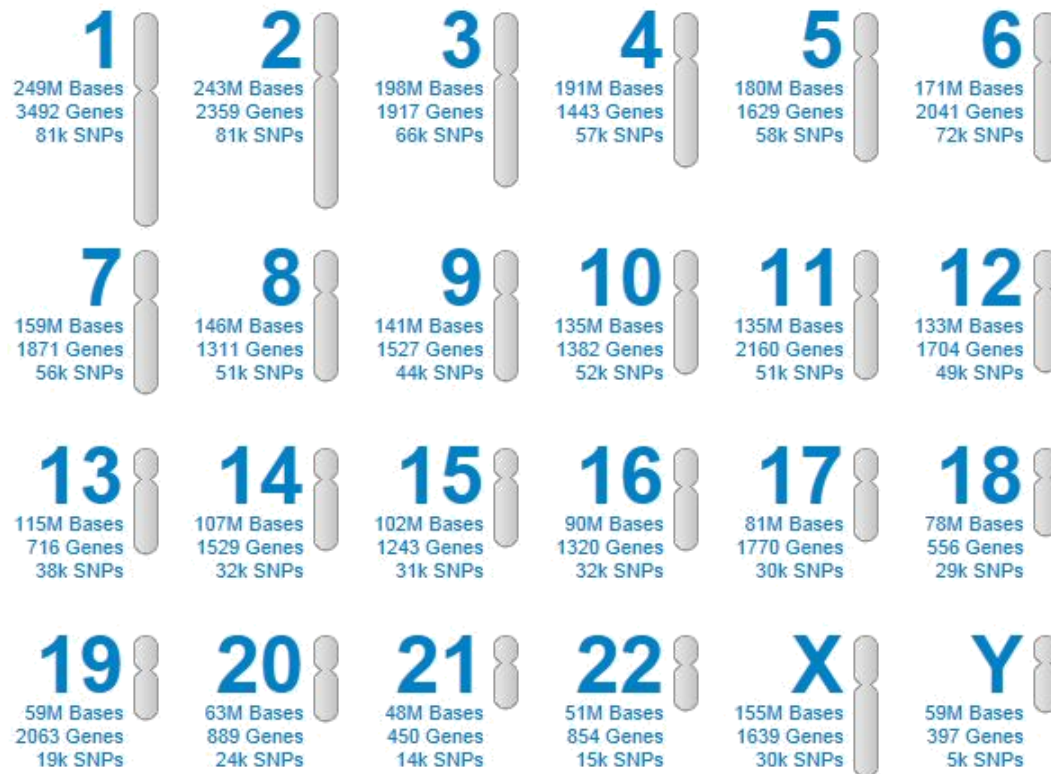 1
249M Bases
3492 Genes
81k SNPs
2
243M Bases
2359 Genes
81k SNPs
3
198M Bases
1917 Genes
66k SNPs
4
191M Bases
1443 Genes
57k SNPs
5
180M Bases
1629 Genes
58k SNPs
6
171M Bases
2041 Genes
72k SNPs
7
159M Bases
1871 Genes
56k SNPs
8
146M Bases
1311 Genes
51k SNPs
9
141M Bases
1527 Genes
44k SNPs
10
135M Bases
1382 Genes
52k SNPs
11
135M Bases
2160 Genes
51k SNPs
12
133M Bases
1704 Genes
49k SNPs
13
115M Bases
716 Genes
38k SNPs
14
107M Bases
1529 Genes
32k SNPs
15
102M Bases
1243 Genes
31k SNPs
16
90M Bases
1320 Genes
32k SNPs
17
81M Bases
1770 Genes
30k SNPs
18
78M Bases
556 Genes
29k SNPs
19
59M Bases
2063 Genes
19k SNPs
20
63M Bases
889 Genes
24k SNPs
21
48M Bases
450 Genes
14k SNPs
22
51M Bases
854 Genes
15k SNPs
X
155M Bases
1639 Genes
30k SNPs
Y
59M Bases
397 Genes
5k SNPs